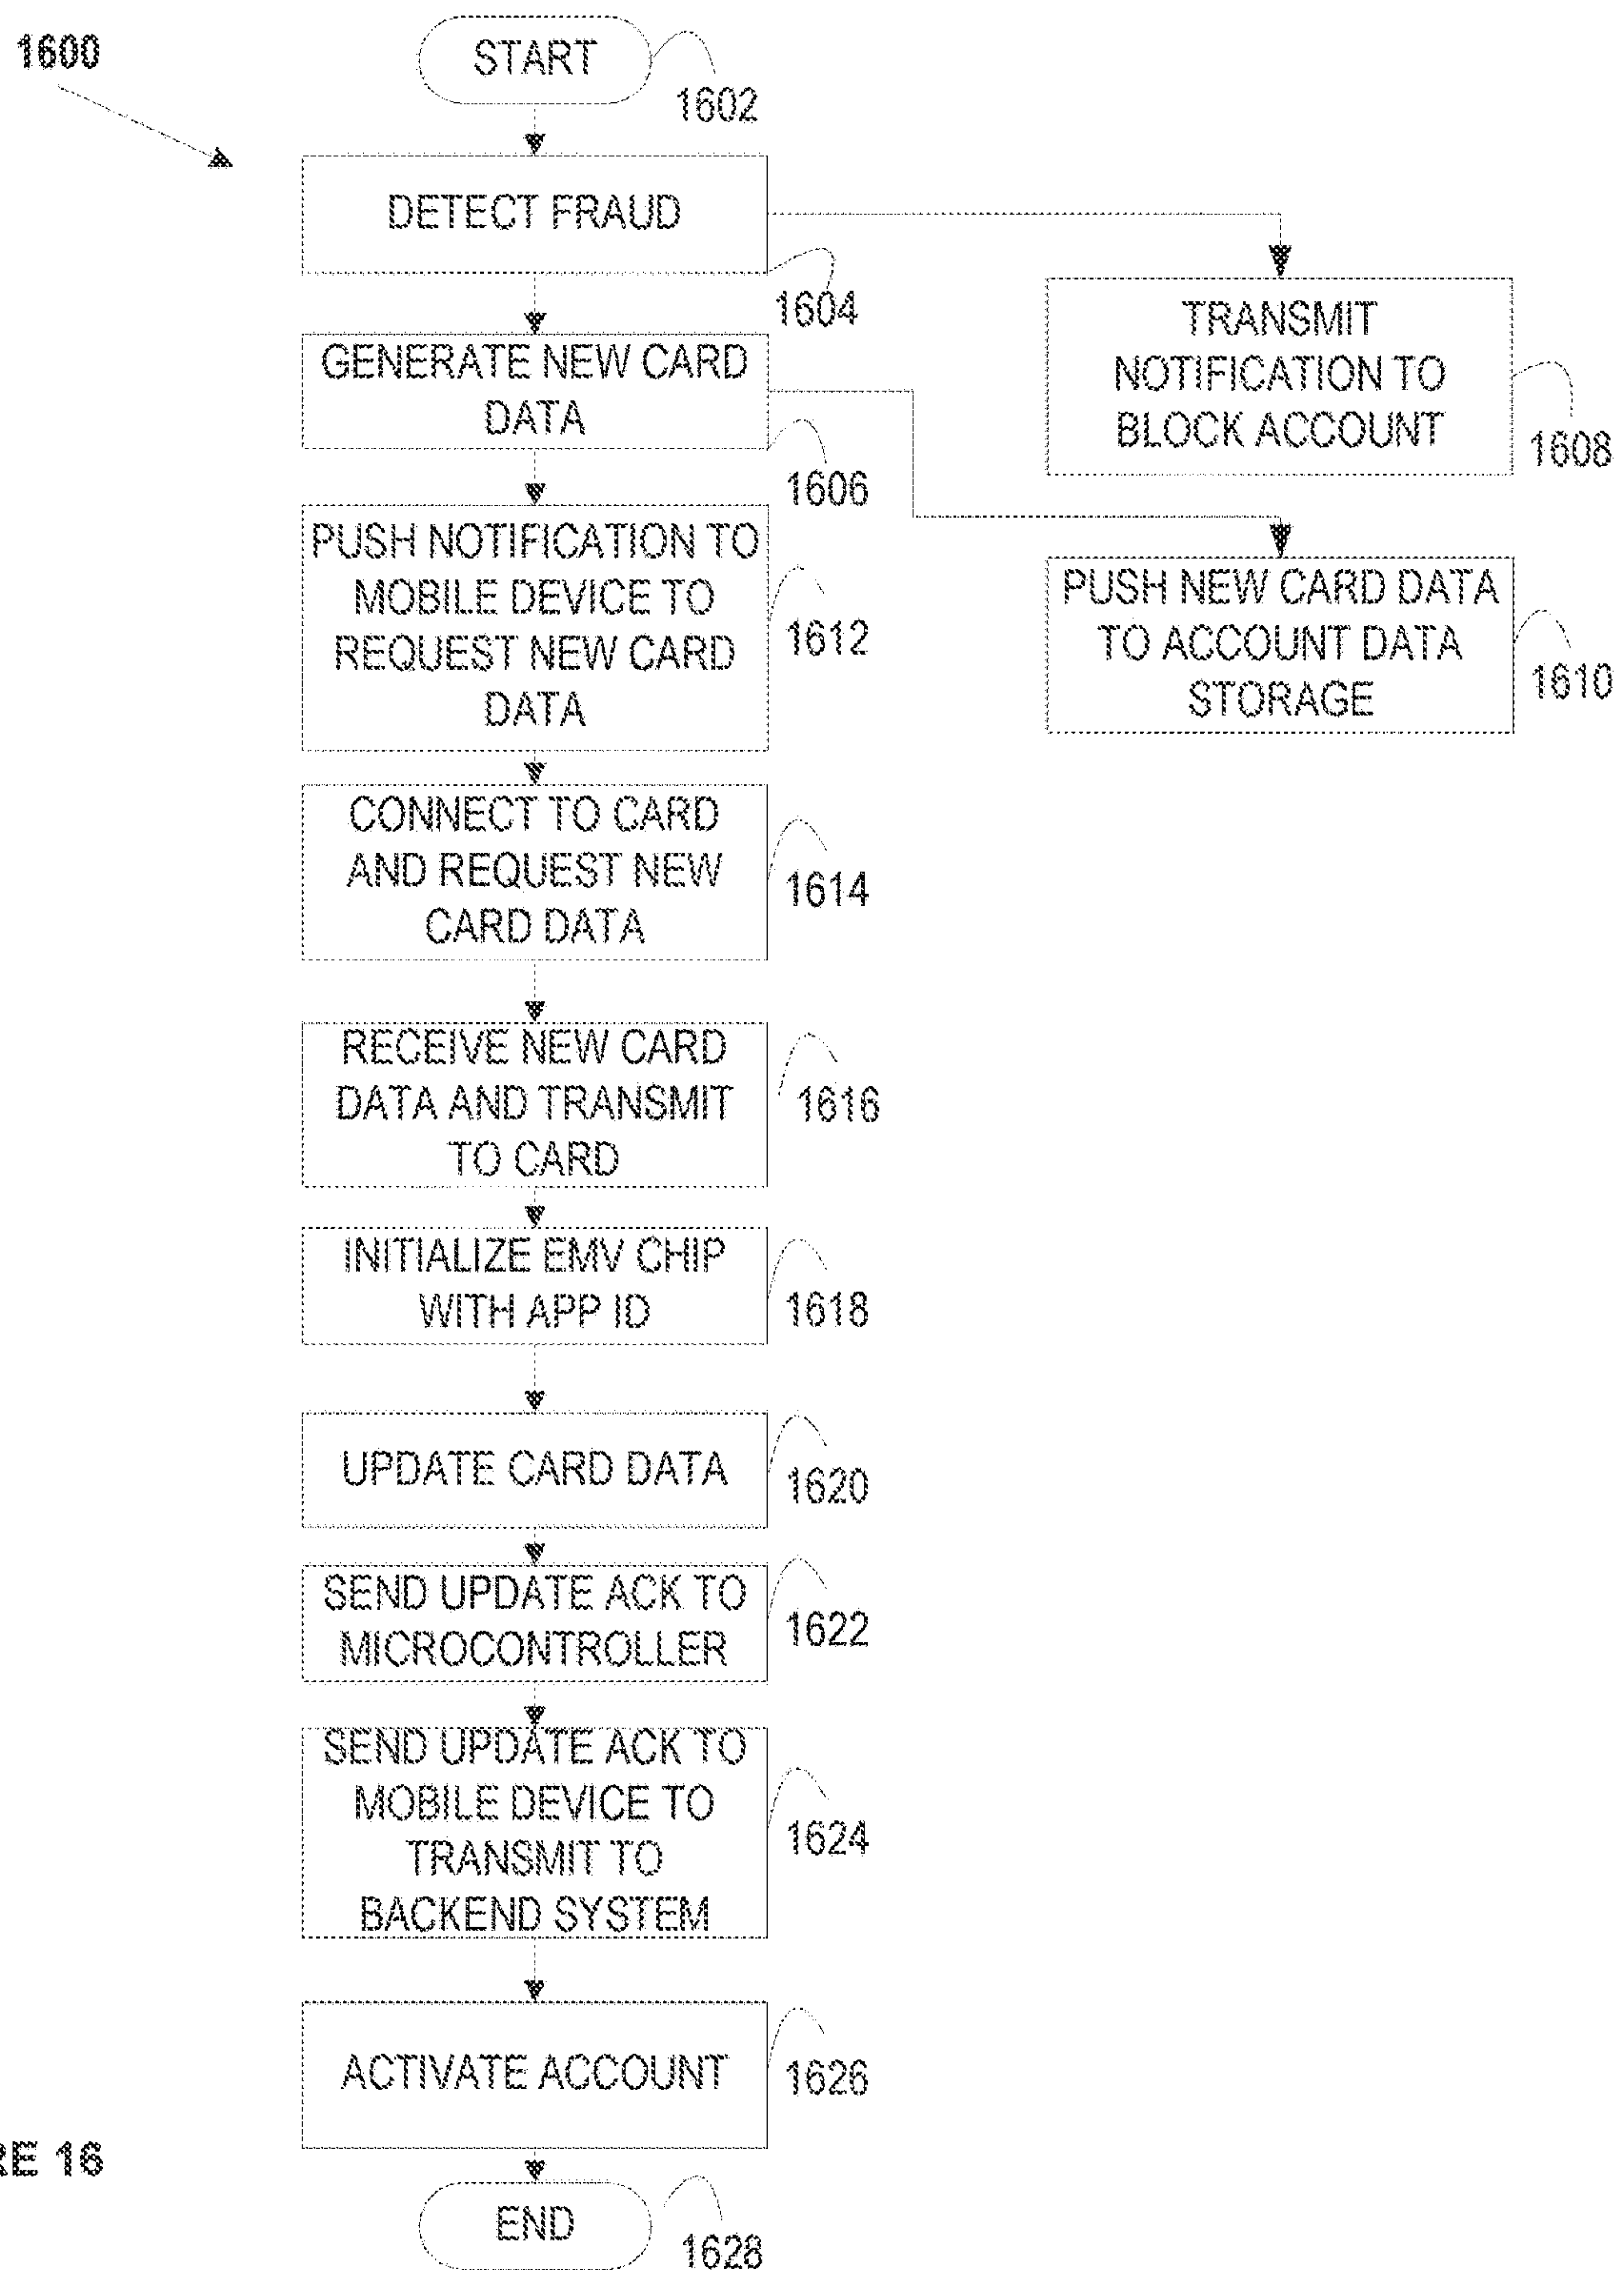 1600
START
1602
DETECT FRAUD
1604
TRANSMIT
NOTIFICATION TO
BLOCK ACCOUNT
1608
GENERATE NEW CARD
DATA
1606
PUSH NEW CARD DATA
TO ACCOUNT DATA
STORAGE
1610
PUSH NOTIFICATION TO
MOBILE DEVICE TO
REQUEST NEW CARD
DATA
1612
CONNECT TO CARD
AND REQUEST NEW
CARD DATA
1614
RECEIVE NEW CARD
DATA AND TRANSMIT
TO CARD
1616
INITIALIZE EMV CHIP
WITH APP ID
1618
UPDATE CARD DATA
1620
SEND UPDATE ACK TO
MICROCONTROLLER
1622
SEND UPDATE ACK TO
MOBILE DEVICE TO
TRANSMIT TO
BACKEND SYSTEM
1624
ACTIVATE ACCOUNT
1626
RE 16
END
1628